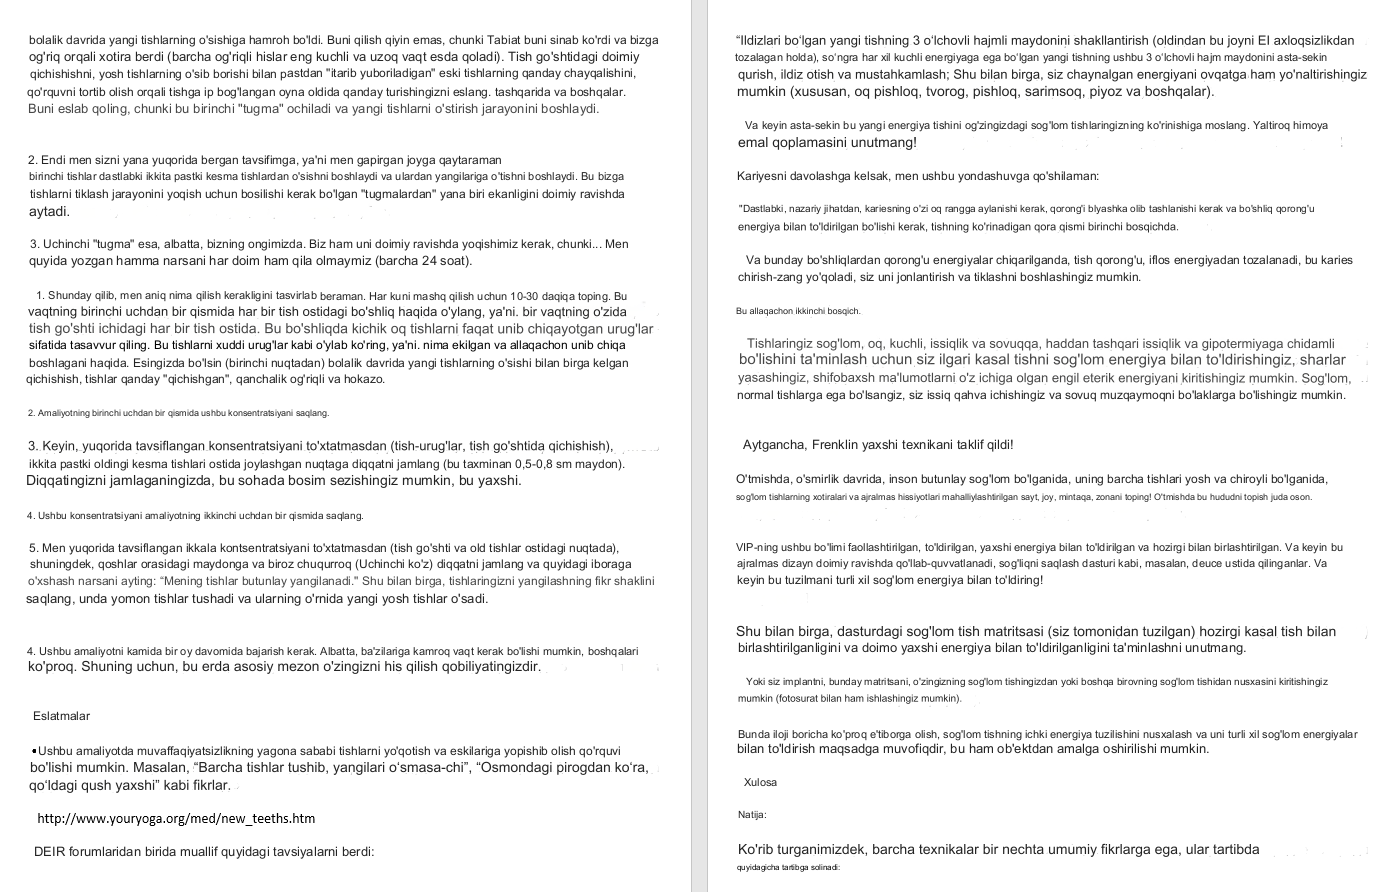 bolalik davrida yangi tishlarning o'sishiga hamroh bo'ldi. Buni qilish qiyin emas, chunki Tabiat buni sinab ko'rdi va bizga
og'riq orqali xotira berdi (barcha og'riqli hislar eng kuchli va uzoq vaqt esda qoladi). Tish go'shtidagi doimiy
qichishishni, yosh tishlarning o'sib borishi bilan pastdan "itarib yuboriladigan" eski tishlarning qanday chayqalishini,
qo'rquvni tortib olish orqali tishga ip bog'langan oyna oldida qanday turishingizni eslang. tashqarida va boshqalar.
Buni eslab qoling, chunki bu birinchi "tugma" ochiladi va yangi tishlarni o'stirish jarayonini boshlaydi.
2. Endi men sizni yana yuqorida bergan tavsifimga, ya'ni men gapirgan joyga qaytaraman
birinchi tishlar dastlabki ikkita pastki kesma tishlardan o'sishni boshlaydi va ulardan yangilariga o'tishni boshlaydi. Bu bizga
tishlarni tiklash jarayonini yoqish uchun bosilishi kerak bo'lgan "tugmalardan" yana biri ekanligini doimiy ravishda
aytadi.
3. Uchinchi "tugma" esa, albatta, bizning ongimizda. Biz ham uni doimiy ravishda yoqishimiz kerak, chunki... Men
quyida yozgan hamma narsani har doim ham qila olmaymiz (barcha 24 soat).
1. Shunday qilib, men aniq nima qilish kerakligini tasvirlab beraman. Har kuni mashq qilish uchun 10-30 daqiqa toping. Bu
vaqtning birinchi uchdan bir qismida har bir tish ostidagi bo'shliq haqida o'ylang, ya'ni. bir vaqtning o'zida
tish go'shti ichidagi har bir tish ostida. Bu bo'shliqda kichik oq tishlarni faqat unib chiqayotgan urug'lar
sifatida tasavvur qiling. Bu tishlarni xuddi urug'lar kabi o'ylab ko'ring, ya'ni. nima ekilgan va allaqachon unib chiqa
boshlagani haqida. Esingizda bo'lsin (birinchi nuqtadan) bolalik davrida yangi tishlarning o'sishi bilan birga kelgan
qichishish, tishlar qanday "qichishgan", qanchalik og'riqli va hokazo.
2. Amaliyotning birinchi uchdan bir qismida ushbu konsentratsiyani saqlang.
3. Keyin, yuqorida tavsiflangan konsentratsiyani to'xtatmasdan (tish-urug'lar, tish go'shtida qichishish),
ikkita pastki oldingi kesma tishlari ostida joylashgan nuqtaga diqqatni jamlang (bu taxminan 0,5-0,8 sm maydon).
Diqqatingizni jamlaganingizda, bu sohada bosim sezishingiz mumkin, bu yaxshi.
4. Ushbu konsentratsiyani amaliyotning ikkinchi uchdan bir qismida saqlang.
5. Men yuqorida tavsiflangan ikkala kontsentratsiyani to'xtatmasdan (tish go'shti va old tishlar ostidagi nuqtada),
shuningdek, qoshlar orasidagi maydonga va biroz chuqurroq (Uchinchi ko'z) diqqatni jamlang va quyidagi iboraga
o'xshash narsani ayting: “Mening tishlar butunlay yangilanadi." Shu bilan birga, tishlaringizni yangilashning fikr shaklini
saqlang, unda yomon tishlar tushadi va ularning o'rnida yangi yosh tishlar o'sadi.
4. Ushbu amaliyotni kamida bir oy davomida bajarish kerak. Albatta, ba'zilariga kamroq vaqt kerak bo'lishi mumkin, boshqalari
ko'proq. Shuning uchun, bu erda asosiy mezon o'zingizni his qilish qobiliyatingizdir.
Eslatmalar
•Ushbu amaliyotda muvaffaqiyatsizlikning yagona sababi tishlarni yo'qotish va eskilariga yopishib olish qo'rquvi
bo'lishi mumkin. Masalan, “Barcha tishlar tushib, yangilari o‘smasa-chi”, “Osmondagi pirogdan ko‘ra,
qo‘ldagi qush yaxshi” kabi fikrlar.
http://www.youryoga.org/med/new_teeths.htm
DEIR forumlaridan birida muallif quyidagi tavsiyalarni berdi:
“Ildizlari bo‘lgan yangi tishning 3 o‘lchovli hajmli maydonini shakllantirish (oldindan bu joyni EI axloqsizlikdan
tozalagan holda), so‘ngra har xil kuchli energiyaga ega bo‘lgan yangi tishning ushbu 3 o‘lchovli hajm maydonini asta-sekin
qurish, ildiz otish va mustahkamlash; Shu bilan birga, siz chaynalgan energiyani ovqatga ham yo'naltirishingiz
mumkin (xususan, oq pishloq, tvorog, pishloq, sarimsoq, piyoz va boshqalar).
Va keyin asta-sekin bu yangi energiya tishini og'zingizdagi sog'lom tishlaringizning ko'rinishiga moslang. Yaltiroq himoya
emal qoplamasini unutmang!
Kariyesni davolashga kelsak, men ushbu yondashuvga qo'shilaman:
"Dastlabki, nazariy jihatdan, kariesning o'zi oq rangga aylanishi kerak, qorong'i blyashka olib tashlanishi kerak va bo'shliq qorong'u
energiya bilan to'ldirilgan bo'lishi kerak, tishning ko'rinadigan qora qismi birinchi bosqichda.
Va bunday bo'shliqlardan qorong'u energiyalar chiqarilganda, tish qorong'u, iflos energiyadan tozalanadi, bu karies
chirish-zang yo'qoladi, siz uni jonlantirish va tiklashni boshlashingiz mumkin.
Bu allaqachon ikkinchi bosqich.
Tishlaringiz sog'lom, oq, kuchli, issiqlik va sovuqqa, haddan tashqari issiqlik va gipotermiyaga chidamli
bo'lishini ta'minlash uchun siz ilgari kasal tishni sog'lom energiya bilan to'ldirishingiz, sharlar
yasashingiz, shifobaxsh ma'lumotlarni o'z ichiga olgan engil eterik energiyani kiritishingiz mumkin. Sog'lom,
normal tishlarga ega bo'lsangiz, siz issiq qahva ichishingiz va sovuq muzqaymoqni bo'laklarga bo'lishingiz mumkin.
Aytgancha, Frenklin yaxshi texnikani taklif qildi!
O'tmishda, o'smirlik davrida, inson butunlay sog'lom bo'lganida, uning barcha tishlari yosh va chiroyli bo'lganida,
sog'lom tishlarning xotiralari va ajralmas hissiyotlari mahalliylashtirilgan sayt, joy, mintaqa, zonani toping! O'tmishda bu hududni topish juda oson.
VIP-ning ushbu bo'limi faollashtirilgan, to'ldirilgan, yaxshi energiya bilan to'ldirilgan va hozirgi bilan birlashtirilgan. Va keyin bu
ajralmas dizayn doimiy ravishda qo'llab-quvvatlanadi, sog'liqni saqlash dasturi kabi, masalan, deuce ustida qilinganlar. Va
keyin bu tuzilmani turli xil sog'lom energiya bilan to'ldiring!
Shu bilan birga, dasturdagi sog'lom tish matritsasi (siz tomonidan tuzilgan) hozirgi kasal tish bilan
birlashtirilganligini va doimo yaxshi energiya bilan to'ldirilganligini ta'minlashni unutmang.
Yoki siz implantni, bunday matritsani, o'zingizning sog'lom tishingizdan yoki boshqa birovning sog'lom tishidan nusxasini kiritishingiz
mumkin (fotosurat bilan ham ishlashingiz mumkin).
Bunda iloji boricha ko'proq e'tiborga olish, sog'lom tishning ichki energiya tuzilishini nusxalash va uni turli xil sog'lom energiyalar
bilan to'ldirish maqsadga muvofiqdir, bu ham ob'ektdan amalga oshirilishi mumkin.
Xulosa
Natija:
Ko'rib turganimizdek, barcha texnikalar bir nechta umumiy fikrlarga ega, ular tartibda
quyidagicha tartibga solinadi: